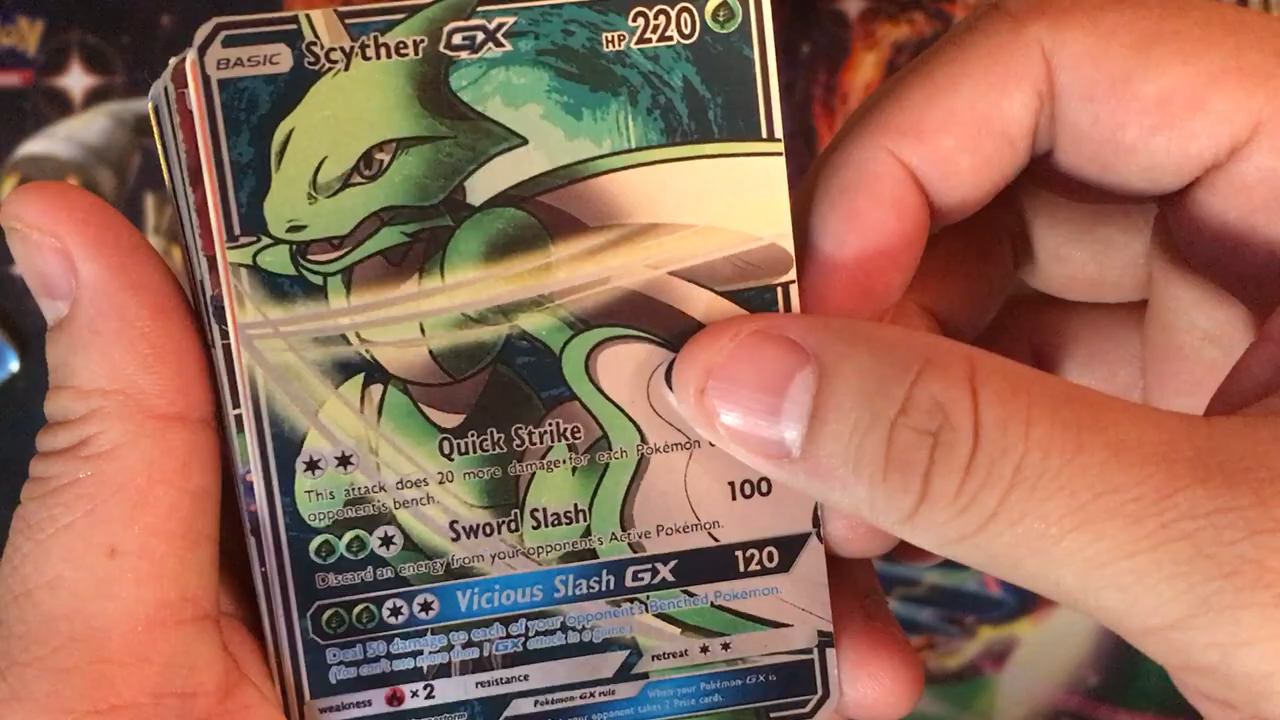 BASIC Scyther GX HP 220
Quick Strike
This attack does 20 more damage for each Pokémon
opponent's bench.
100
Sword Slash
Discard an energy from your opponent's Active Pokémon.
120
Vicious Slash GX
Deal 50 damage to each of your opponent's Benched Pokémon.
(You can't use more than 1 GX attack in a game.)
weakness ×2 resistance retreat
Pokémon-GX rule When your Pokémon-GX is
your opponent takes 2 Prize cards.